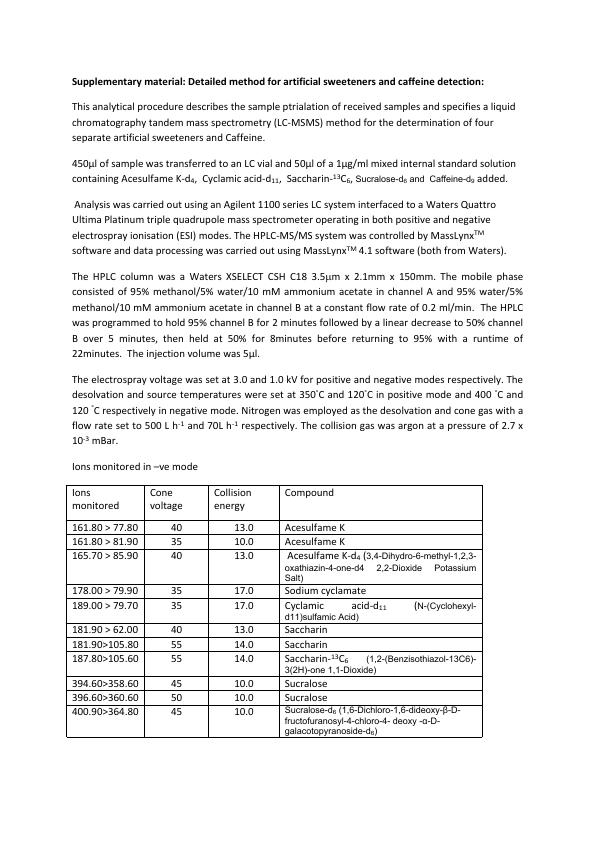 Supplementary material: Detailed method for artificial sweeteners and caffeine detection:
This analytical procedure describes the sample ptrialation of received samples and specifies a liquid
chromatography tandem mass spectrometry (LC-MSMS) method for the determination of four
separate artificial sweeteners and Caffeine.
450µl of sample was transferred to an LC vial and 50µl of a 1µg/ml mixed internal standard solution
containing Acesulfame K-d₄, Cyclamic acid-d₁₁, Saccharin-¹³C₆, Sucralose-d₆ and Caffeine-d₉ added.
Analysis was carried out using an Agilent 1100 series LC system interfaced to a Waters Quattro
Ultima Platinum triple quadrupole mass spectrometer operating in both positive and negative
electrospray ionisation (ESI) modes. The HPLC-MS/MS system was controlled by MassLynx™
software and data processing was carried out using MassLynx™ 4.1 software (both from Waters).
The HPLC column was a Waters XSELECT CSH C18 3.5µm x 2.1mm x 150mm. The mobile phase
consisted of 95% methanol/5% water/10 mM ammonium acetate in channel A and 95% water/5%
methanol/10 mM ammonium acetate in channel B at a constant flow rate of 0.2 ml/min. The HPLC
was programmed to hold 95% channel B for 2 minutes followed by a linear decrease to 50% channel
B over 5 minutes, then held at 50% for 8minutes before returning to 95% with a runtime of
22minutes. The injection volume was 5µl.
The electrospray voltage was set at 3.0 and 1.0 kV for positive and negative modes respectively. The
desolvation and source temperatures were set at 350°C and 120°C in positive mode and 400 °C and
120 °C respectively in negative mode. Nitrogen was employed as the desolvation and cone gas with a
flow rate set to 500 L h⁻¹ and 70L h⁻¹ respectively. The collision gas was argon at a pressure of 2.7 x
10⁻³ mBar.
Ions monitored in –ve mode
Ions Cone Collision Compound
monitored voltage energy
161.80 > 77.80 40 13.0 Acesulfame K
161.80 > 81.90 35 10.0 Acesulfame K
165.70 > 85.90 40 13.0 Acesulfame K-d₄ (3,4-Dihydro-6-methyl-1,2,3-
oxathiazin-4-one-d4 2,2-Dioxide Potassium
Salt)
178.00 > 79.90 35 17.0 Sodium cyclamate
189.00 > 79.70 35 17.0 Cyclamic acid-d₁₁ (N-(Cyclohexyl-
d11)sulfamic Acid)
181.90 > 62.00 40 13.0 Saccharin
181.90>105.80 55 14.0 Saccharin
187.80>105.60 55 14.0 Saccharin-¹³C₆ (1,2-(Benzisothiazol-13C6)-
3(2H)-one 1,1-Dioxide)
394.60>358.60 45 10.0 Sucralose
396.60>360.60 50 10.0 Sucralose
400.90>364.80 45 10.0 Sucralose-d₆ (1,6-Dichloro-1,6-dideoxy-β-D-
fructofuranosyl-4-chloro-4- deoxy -α-D-
galacotopyranoside-d₆)